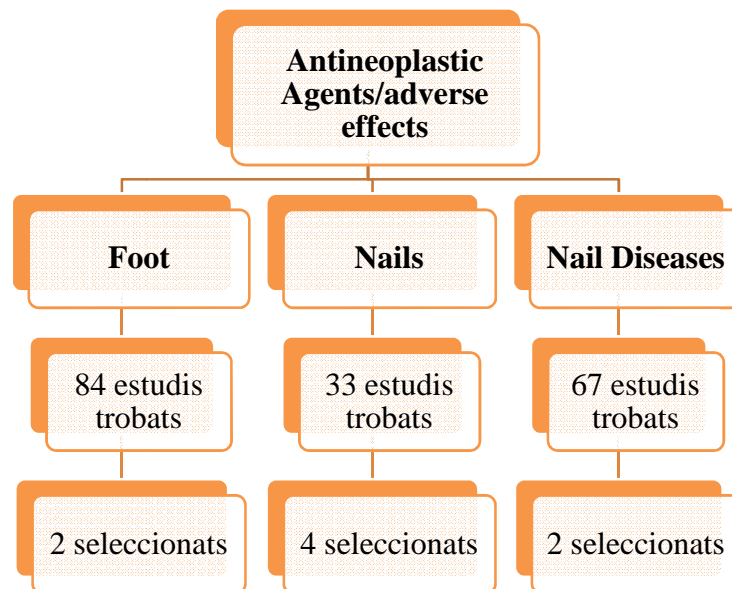 Antineoplastic
Agents/adverse
effects
Foot
Nails
Nail Diseases
84 estudis
trobats
33 estudis
trobats
67 estudis
trobats
2 seleccionats
4 seleccionats
2 seleccionats